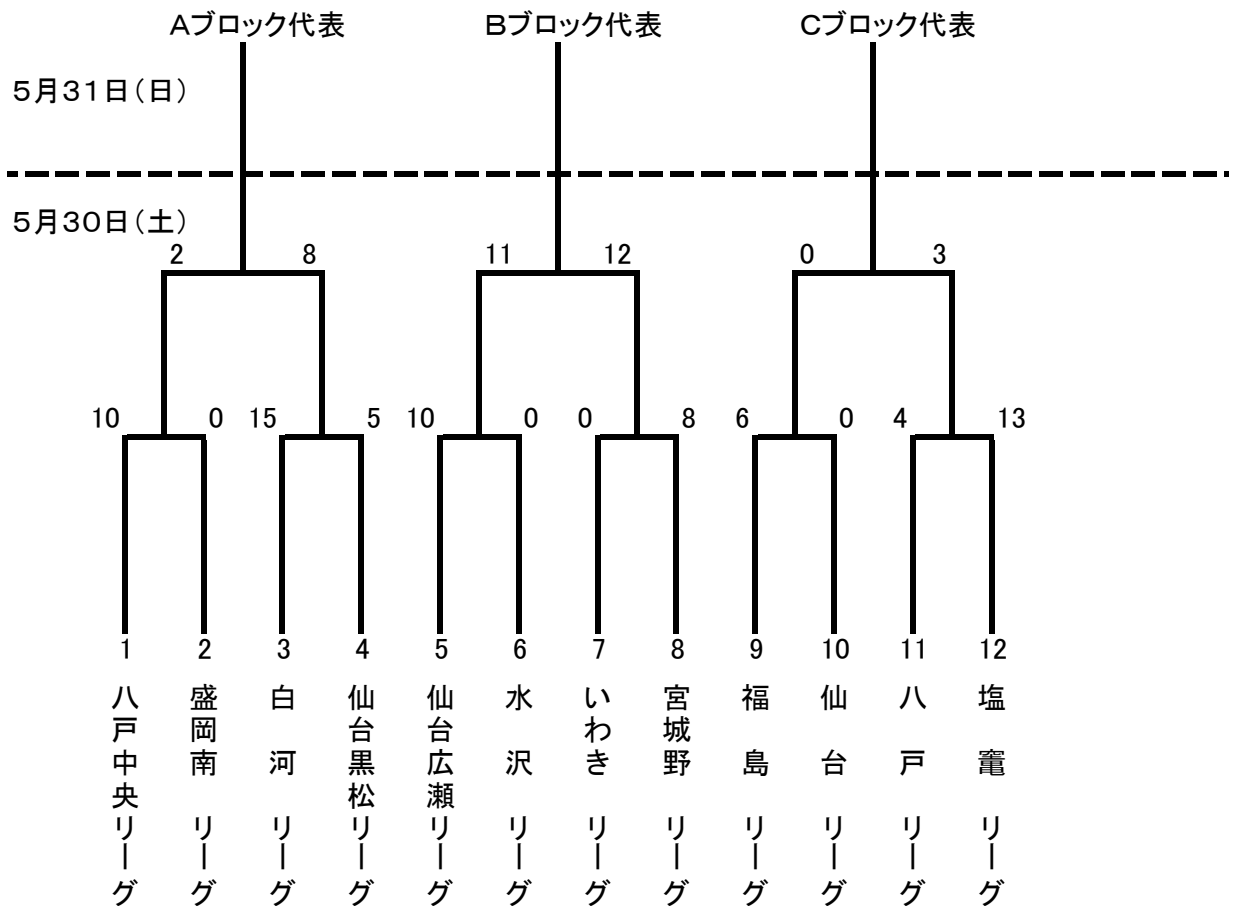 Aブロック代表 Bブロック代表 Cブロック代表
5月31日(日)
5月30日(土)
2 8 11 12 0 3
10 0 15 5 10 0 0 8 6 0 4 13
1 2 3 4 5 6 7 8 9 10 11 12
八戸中央リーグ
盛岡南リーグ
白河リーグ
仙台黒松リーグ
仙台広瀬リーグ
水沢リーグ
いわきリーグ
宮城野リーグ
福島リーグ
仙台リーグ
八戸リーグ
塩竈リーグ